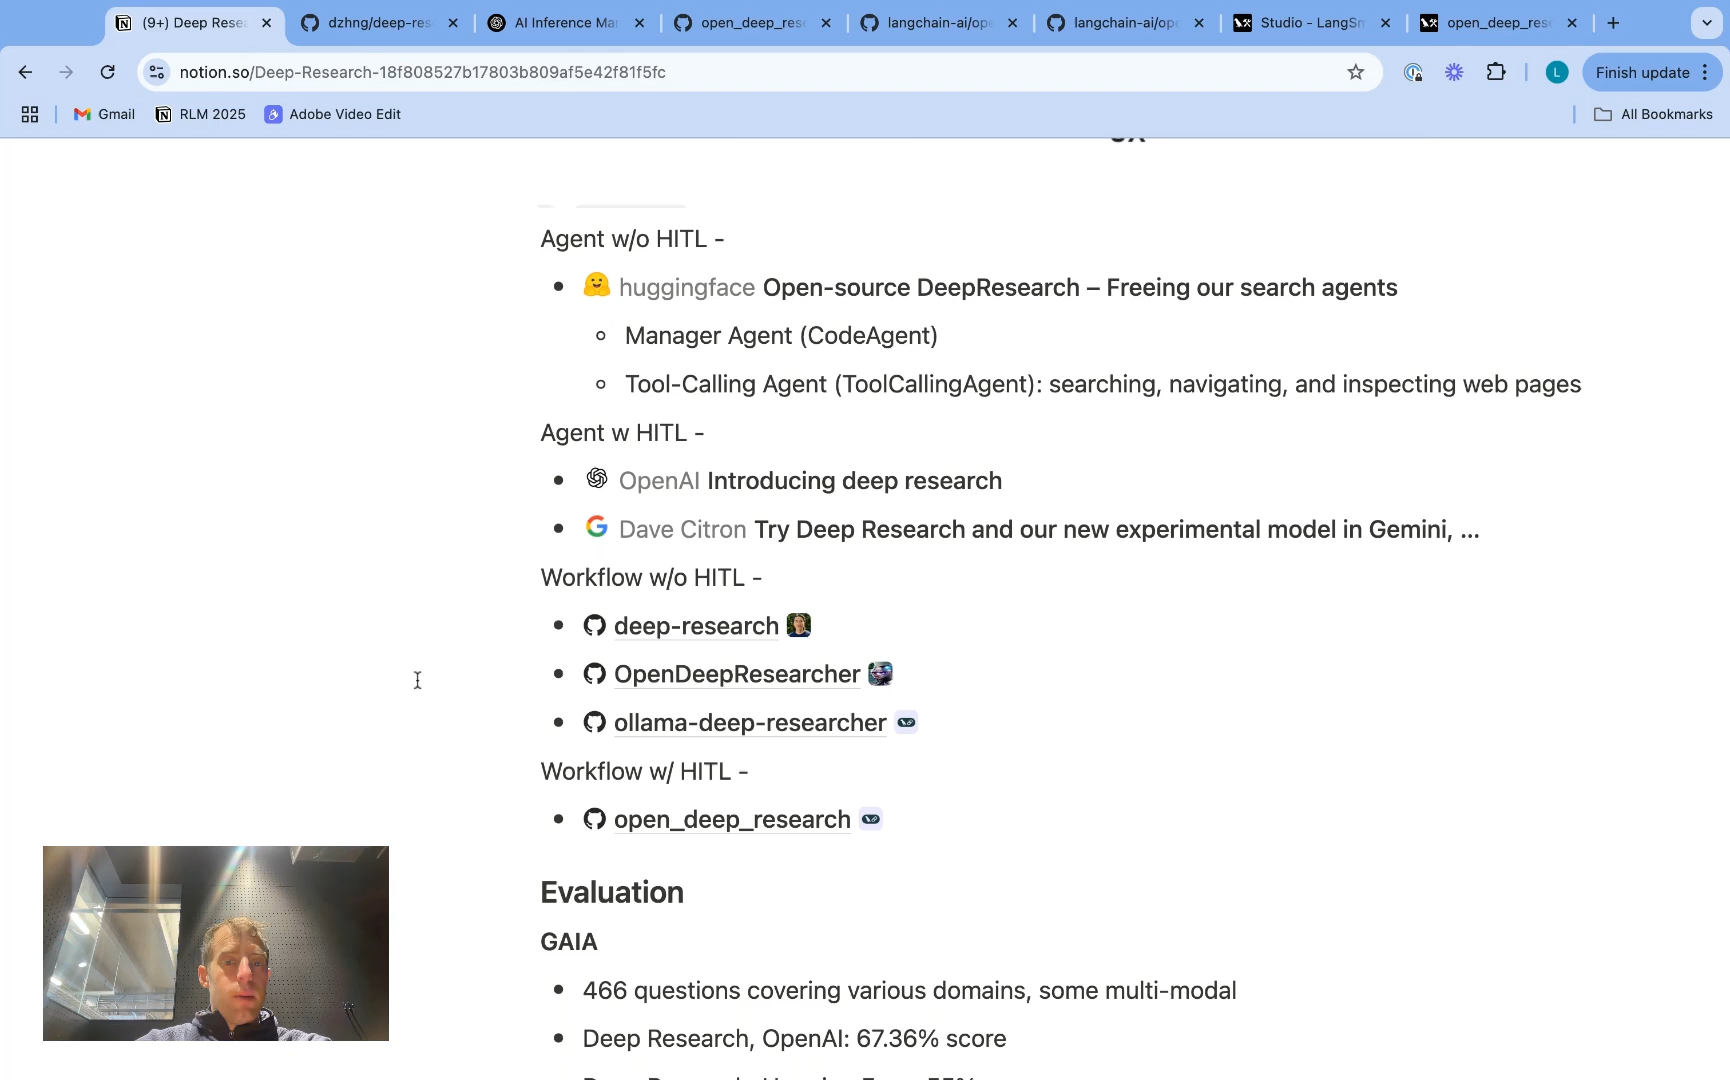 (9+) Deep Resea
dzhng/deep-res
AI Inference Ma
open_deep_res
langchain-ai/ope
langchain-ai/ope
Studio - LangSm
open_deep_res
notion.so/Deep-Research-18f808527b17803b809af5e42f81f5fc
L
Finish update
Gmail
RLM 2025
Adobe Video Edit
All Bookmarks
Agent w/o HITL -
huggingface Open-source DeepResearch – Freeing our search agents
Manager Agent (CodeAgent)
Tool-Calling Agent (ToolCallingAgent): searching, navigating, and inspecting web pages
Agent w HITL -
OpenAI Introducing deep research
Dave Citron Try Deep Research and our new experimental model in Gemini, ...
Workflow w/o HITL -
deep-research
OpenDeepResearcher
ollama-deep-researcher
Workflow w/ HITL -
open_deep_research
Evaluation
GAIA
466 questions covering various domains, some multi-modal
Deep Research, OpenAI: 67.36% score